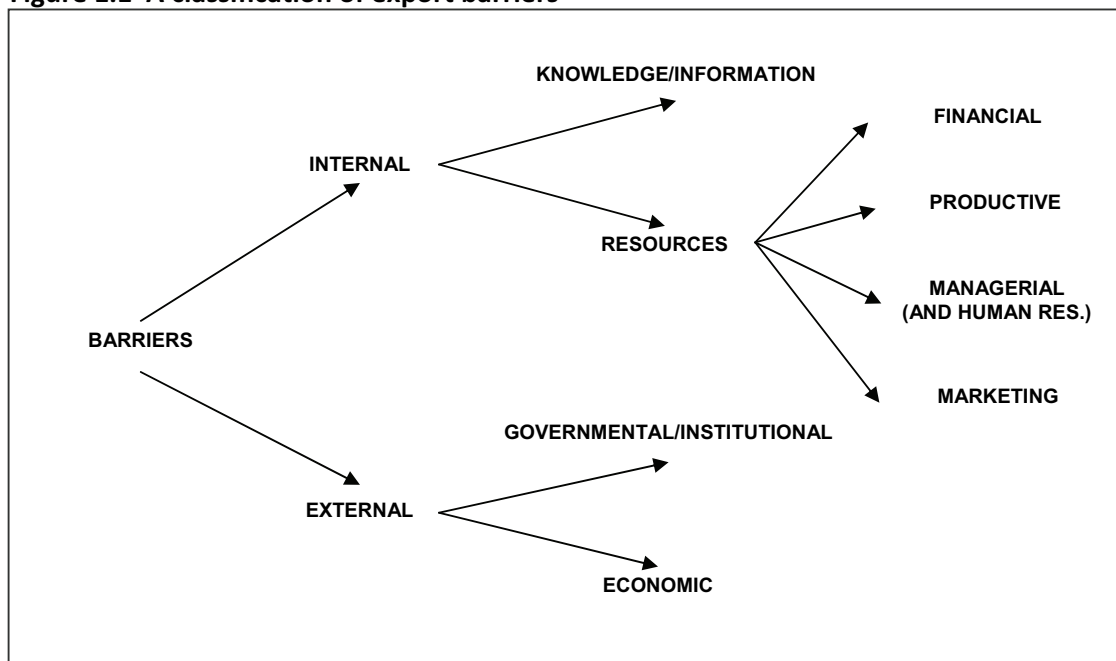 Figure 1.1 A classification of export barriers
KNOWLEDGE/INFORMATION
FINANCIAL
INTERNAL
PRODUCTIVE
RESOURCES
MANAGERIAL
(AND HUMAN RES.)
BARRIERS
MARKETING
GOVERNMENTAL/INSTITUTIONAL
EXTERNAL
ECONOMIC